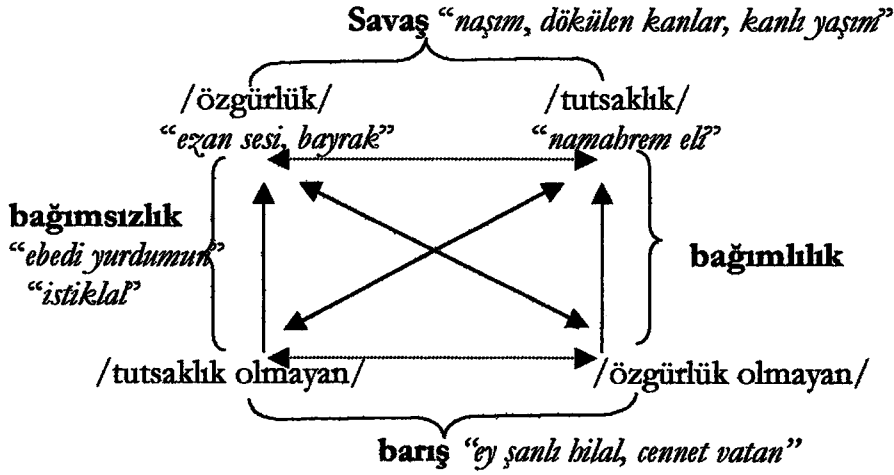 Savaş “naşım, dökülen kanlar, kanlı yaşım”
/özgürlük/ /tutsaklık/
“ezan sesi, bayrak” “namahrem eli”
bağımsızlık
“ebedi yurdumun”
“istiklal”
bağımlılık
/tutsaklık olmayan/ /özgürlük olmayan/
barış “ey şanlı hilal, cennet vatan”